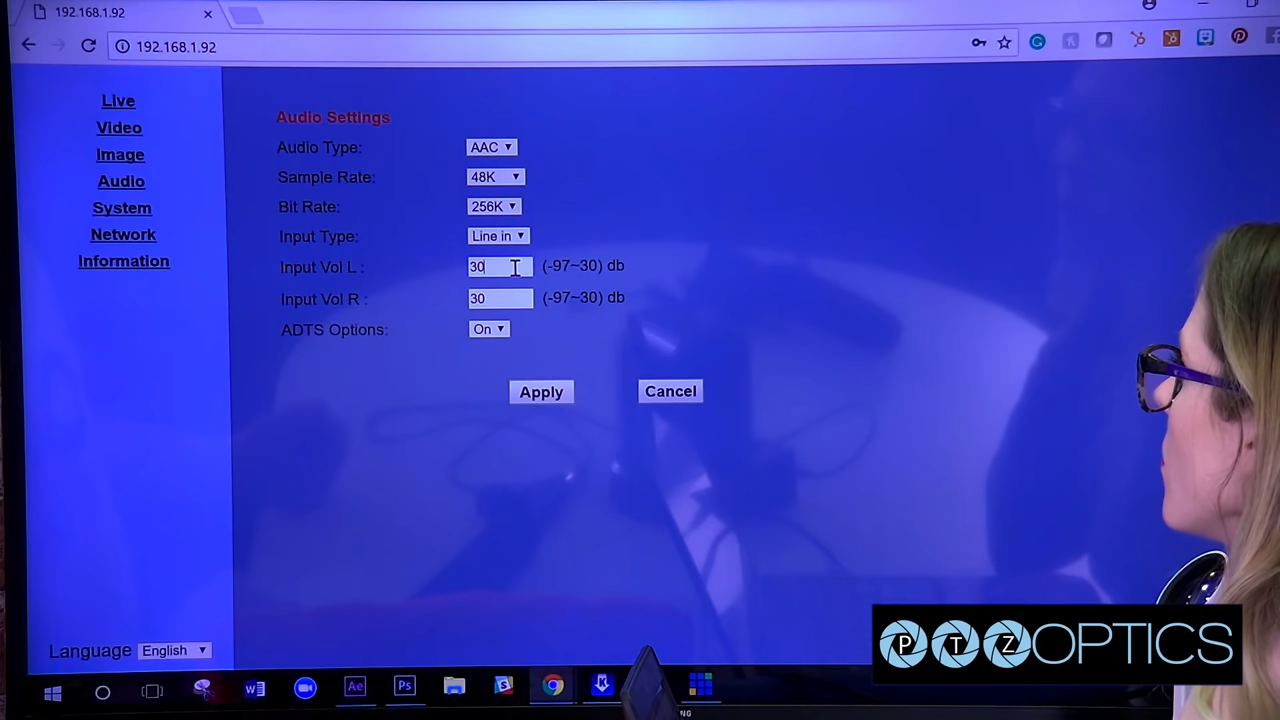 192.168.1.92
192.168.1.92
Live
Video
Image
Audio
System
Network
Information
Audio Settings
Audio Type: AAC
Sample Rate: 48K
Bit Rate: 256K
Input Type: Line in
Input Vol L : 30 (-97~30) db
Input Vol R : 30 (-97~30) db
ADTS Options: On
Apply Cancel
Language English
Ae Ps
PTZOPTICS